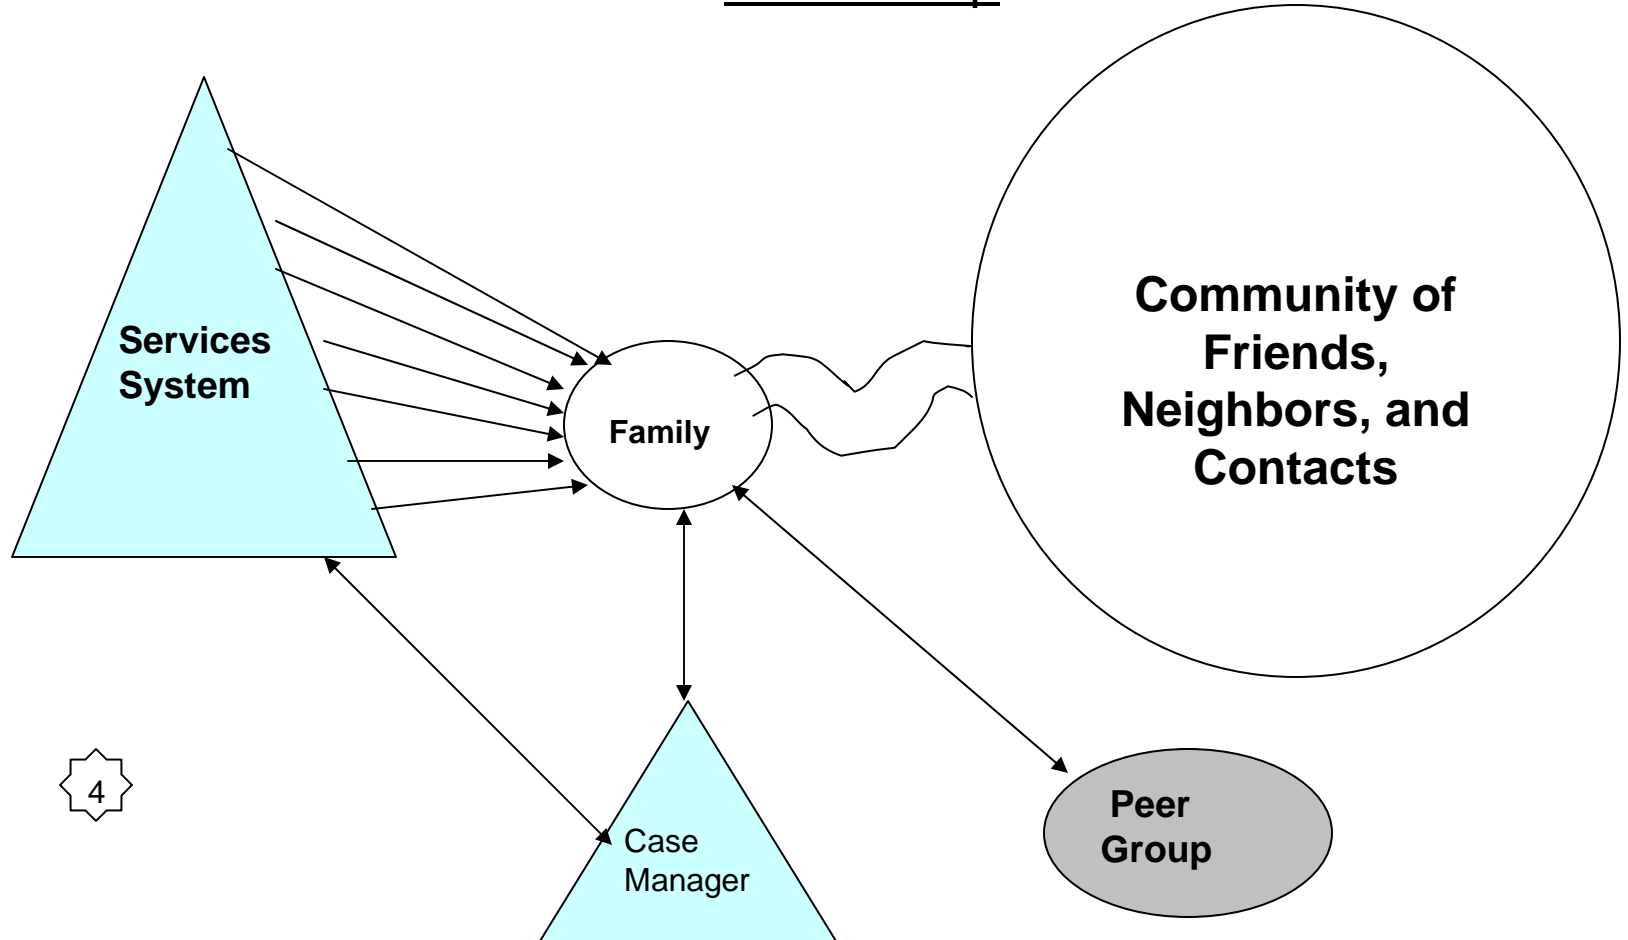 Services
System
Family
Community of
Friends,
Neighbors, and
Contacts
4
Case
Manager
Peer
Group